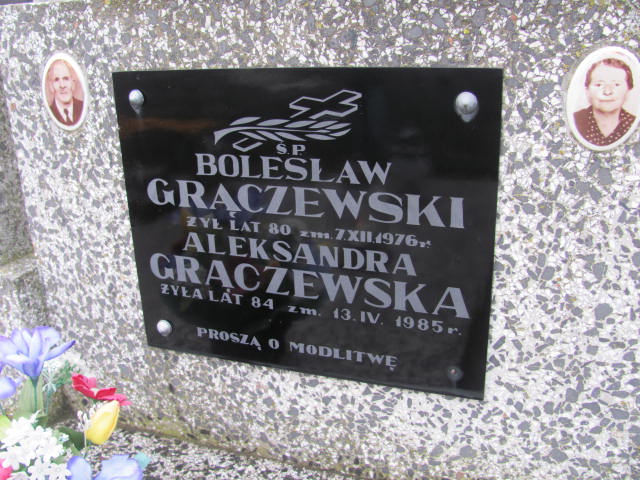 Ś.P.
BOLESŁAW
GRĄCZEWSKI
ŻYŁ LAT 80 zm. 7.XII.1976 r.
ALEKSANDRA
GRĄCZEWSKA
ŻYŁA LAT 84 zm. 13.IV. 1985 r.
PROSZĄ O MODLITWĘ